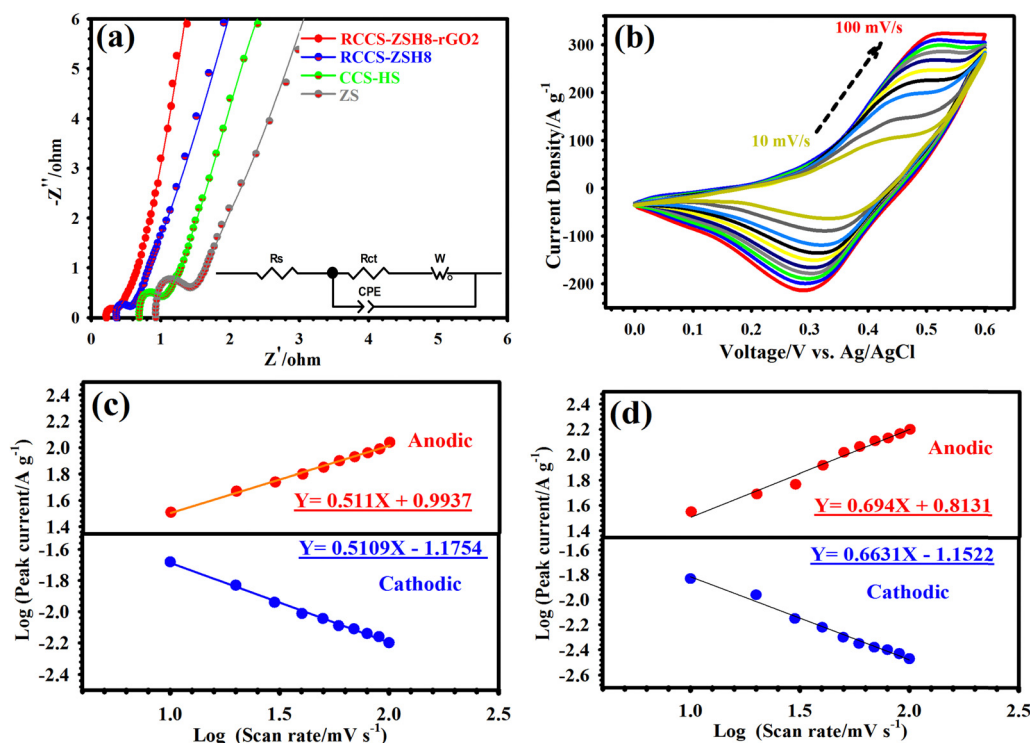 (a)
RCCS-ZSH8-rGO2
RCCS-ZSH8
CCS-HS
ZS
-Z''/ohm
-6
5
4
3
2
1
0
Rs
Rct
W
CPE
0 1 2 3 4 5 6
Z'/ohm
(b)
100 mV/s
10 mV/s
Current Density/A g⁻¹
300
200
100
0
-100
-200
0.0 0.1 0.2 0.3 0.4 0.5 0.6
Voltage/V vs. Ag/AgCl
(c)
Anodic
Y= 0.511X + 0.9937
Y= 0.5109X - 1.1754
Cathodic
Log (Peak current/A g⁻¹)
2.4
2.2
2.0
1.8
1.6
1.4
-1.6
-1.8
-2.0
-2.2
-2.4
1.0 1.5 2.0 2.5
Log (Scan rate/mV s⁻¹)
(d)
Anodic
Y= 0.694X + 0.8131
Y= 0.6631X - 1.1522
Cathodic
Log (Peak current/A g⁻¹)
2.4
2.2
2.0
1.8
1.6
1.4
-1.6
-1.8
-2.0
-2.2
-2.4
-2.6
1.0 1.5 2.0 2.5
Log (Scan rate/mV s⁻¹)